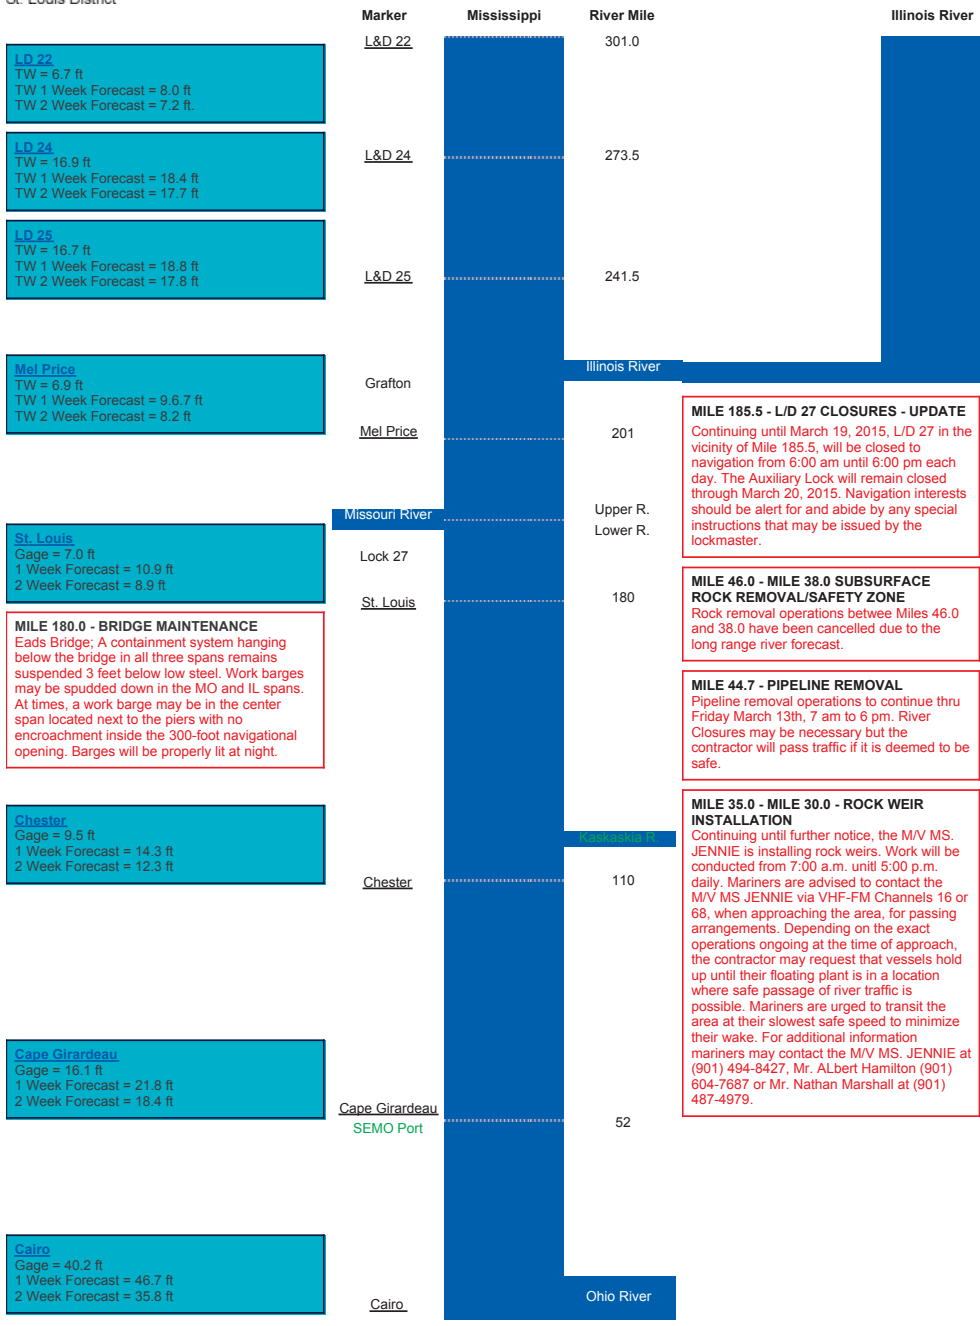 St. Louis District
Marker Mississippi River Mile Illinois River
L&D 22 301.0
LD 22
TW = 6.7 ft
TW 1 Week Forecast = 8.0 ft
TW 2 Week Forecast = 7.2 ft.
LD 24
TW = 16.9 ft
TW 1 Week Forecast = 18.4 ft
TW 2 Week Forecast = 17.7 ft
L&D 24 273.5
LD 25
TW = 16.7 ft
TW 1 Week Forecast = 18.8 ft
TW 2 Week Forecast = 17.8 ft
L&D 25 241.5
Illinois River
Mel Price
TW = 6.9 ft
TW 1 Week Forecast = 9.6.7 ft
TW 2 Week Forecast = 8.2 ft
Grafton
Mel Price 201
MILE 185.5 - L/D 27 CLOSURES - UPDATE
Continuing until March 19, 2015, L/D 27 in the
vicinity of Mile 185.5, will be closed to
navigation from 6:00 am until 6:00 pm each
day. The Auxiliary Lock will remain closed
through March 20, 2015. Navigation interests
should be alert for and abide by any special
instructions that may be issued by the
lockmaster.
Missouri River
Upper R.
Lower R.
St. Louis
Gage = 7.0 ft
1 Week Forecast = 10.9 ft
2 Week Forecast = 8.9 ft
Lock 27
St. Louis 180
MILE 46.0 - MILE 38.0 SUBSURFACE
ROCK REMOVAL/SAFETY ZONE
Rock removal operations betwee Miles 46.0
and 38.0 have been cancelled due to the
long range river forecast.
MILE 180.0 - BRIDGE MAINTENANCE
Eads Bridge; A containment system hanging
below the bridge in all three spans remains
suspended 3 feet below low steel. Work barges
may be spudded down in the MO and IL spans.
At times, a work barge may be in the center
span located next to the piers with no
encroachment inside the 300-foot navigational
opening. Barges will be properly lit at night.
MILE 44.7 - PIPELINE REMOVAL
Pipeline removal operations to continue thru
Friday March 13th, 7 am to 6 pm. River
Closures may be necessary but the
contractor will pass traffic if it is deemed to be
safe.
Chester
Gage = 9.5 ft
1 Week Forecast = 14.3 ft
2 Week Forecast = 12.3 ft
Kaskaskia R.
Chester 110
MILE 35.0 - MILE 30.0 - ROCK WEIR
INSTALLATION
Continuing until further notice, the M/V MS.
JENNIE is installing rock weirs. Work will be
conducted from 7:00 a.m. unitl 5:00 p.m.
daily. Mariners are advised to contact the
M/V MS JENNIE via VHF-FM Channels 16 or
68, when approaching the area, for passing
arrangements. Depending on the exact
operations ongoing at the time of approach,
the contractor may request that vessels hold
up until their floating plant is in a location
where safe passage of river traffic is
possible. Mariners are urged to transit the
area at their slowest safe speed to minimize
their wake. For additional information
mariners may contact the M/V MS. JENNIE at
(901) 494-8427, Mr. ALbert Hamilton (901)
604-7687 or Mr. Nathan Marshall at (901)
487-4979.
Cape Girardeau
Gage = 16.1 ft
1 Week Forecast = 21.8 ft
2 Week Forecast = 18.4 ft
Cape Girardeau
SEMO Port
52
Cairo
Gage = 40.2 ft
1 Week Forecast = 46.7 ft
2 Week Forecast = 35.8 ft
Ohio River
Cairo